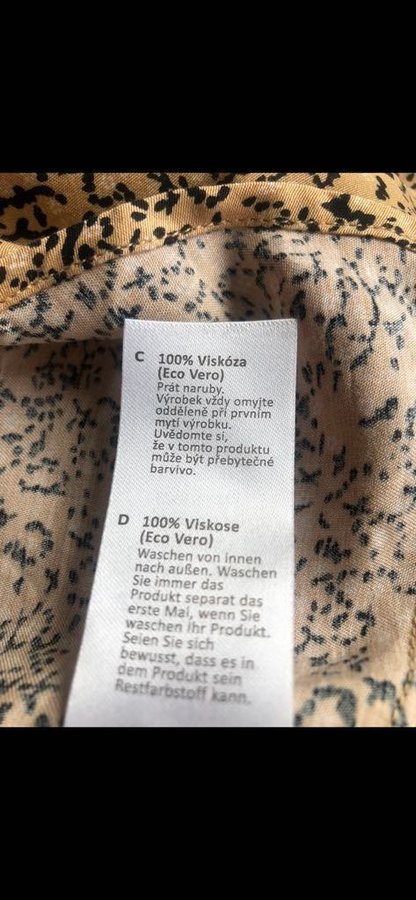 C 100% Viskóza
(Eco Vero)
Prát naruby.
Výrobek vždy omyjte
odděleně při prvním
mytí výrobku.
Uvědomte si,
že v tomto produktu
může být přebytečné
barvivo.
D 100% Viskose
(Eco Vero)
Waschen von innen
nach außen. Waschen
Sie immer das
Produkt separat das
erste Mal, wenn Sie
waschen Ihr Produkt.
Seien Sie sich
bewusst, dass es in
dem Produkt sein
Restfarbstoff kann.